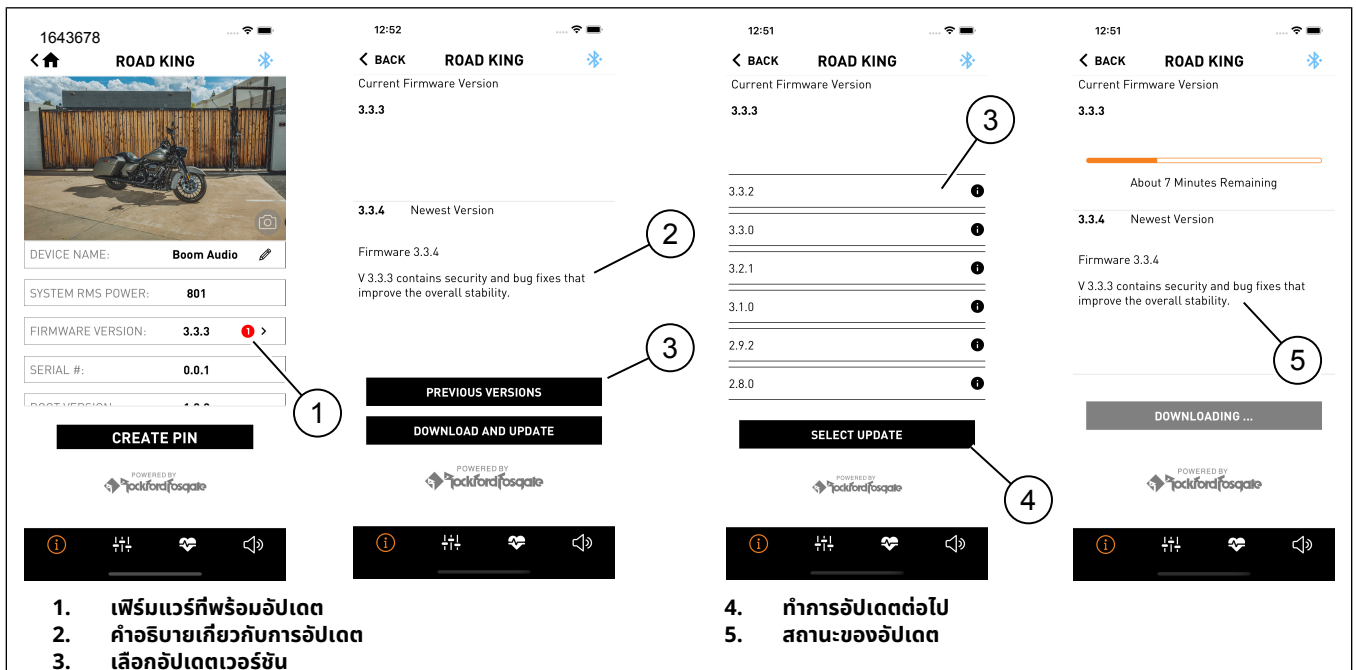 1643678
ROAD KING
DEVICE NAME: Boom Audio
SYSTEM RMS POWER: 801
FIRMWARE VERSION: 3.3.3 1
SERIAL #: 0.0.1
1
CREATE PIN
POWERED BY
Rockford Fosgate
12:52
BACK ROAD KING
Current Firmware Version
3.3.3
3.3.4 Newest Version
2
Firmware 3.3.4
V 3.3.3 contains security and bug fixes that
improve the overall stability.
3
PREVIOUS VERSIONS
DOWNLOAD AND UPDATE
POWERED BY
Rockford Fosgate
12:51
BACK ROAD KING
Current Firmware Version
3.3.3
3
3.3.2
3.3.0
3.2.1
3.1.0
2.9.2
2.8.0
SELECT UPDATE
4
POWERED BY
Rockford Fosgate
12:51
BACK ROAD KING
Current Firmware Version
3.3.3
About 7 Minutes Remaining
3.3.4 Newest Version
Firmware 3.3.4
V 3.3.3 contains security and bug fixes that
improve the overall stability.
5
DOWNLOADING ...
POWERED BY
Rockford Fosgate
1. เฟิร์มแวร์ที่พร้อมอัปเดต
2. คำอธิบายเกี่ยวกับการอัปเดต
3. เลือกอัปเดตเวอร์ชัน
4. ทำการอัปเดตต่อไป
5. สถานะของอัปเดต